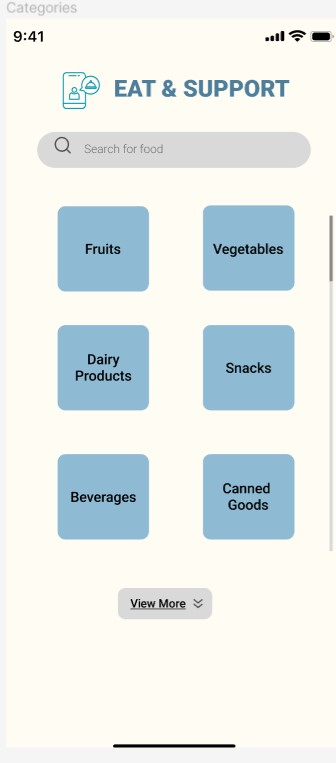 Categories
9:41
EAT & SUPPORT
Search for food
Fruits
Vegetables
Dairy
Products
Snacks
Beverages
Canned
Goods
View More